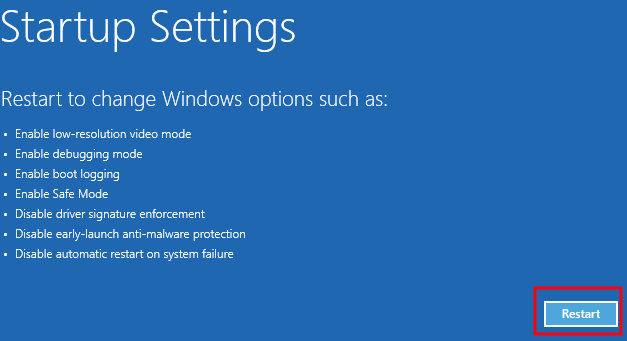 Startup Settings
Restart to change Windows options such as:
• Enable low-resolution video mode
• Enable debugging mode
• Enable boot logging
• Enable Safe Mode
• Disable driver signature enforcement
• Disable early-launch anti-malware protection
• Disable automatic restart on system failure
Restart